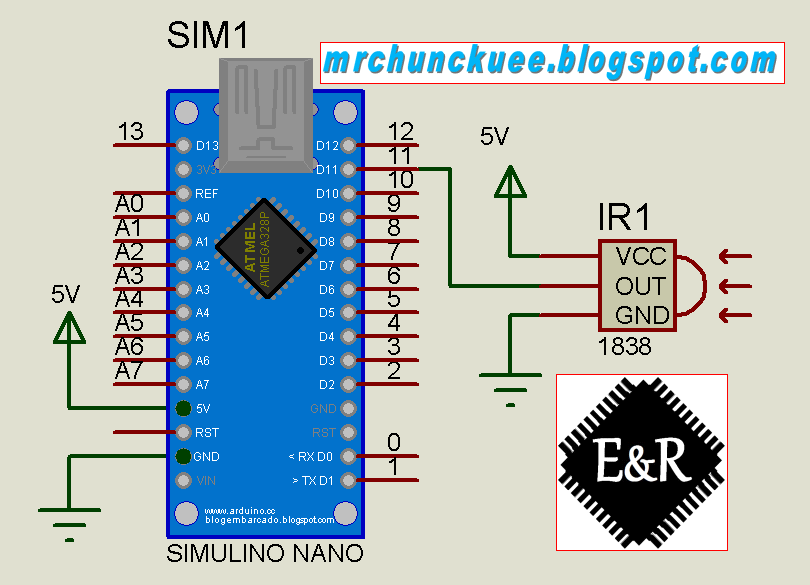 SIM1
mrchunckuee.blogspot.com
13
12
D13
D12
11
3V3
D11
10
REF
D10
A0
9
A0
D9
A1
8
A1
D8
A2
7
A2
D7
A3
6
A3
D6
A4
5
A4
D5
A5
4
A5
D4
A6
3
A6
D3
A7
2
A7
D2
ATMEL
ATMEGA328P
5V
5V
GND
RST
RST
0
GND
< RX D0
1
VIN
> TX D1
www.arduino.cc
blogembarcado.blogspot.com
SIMULINO NANO
5V
IR1
VCC
OUT
GND
1838
E&R